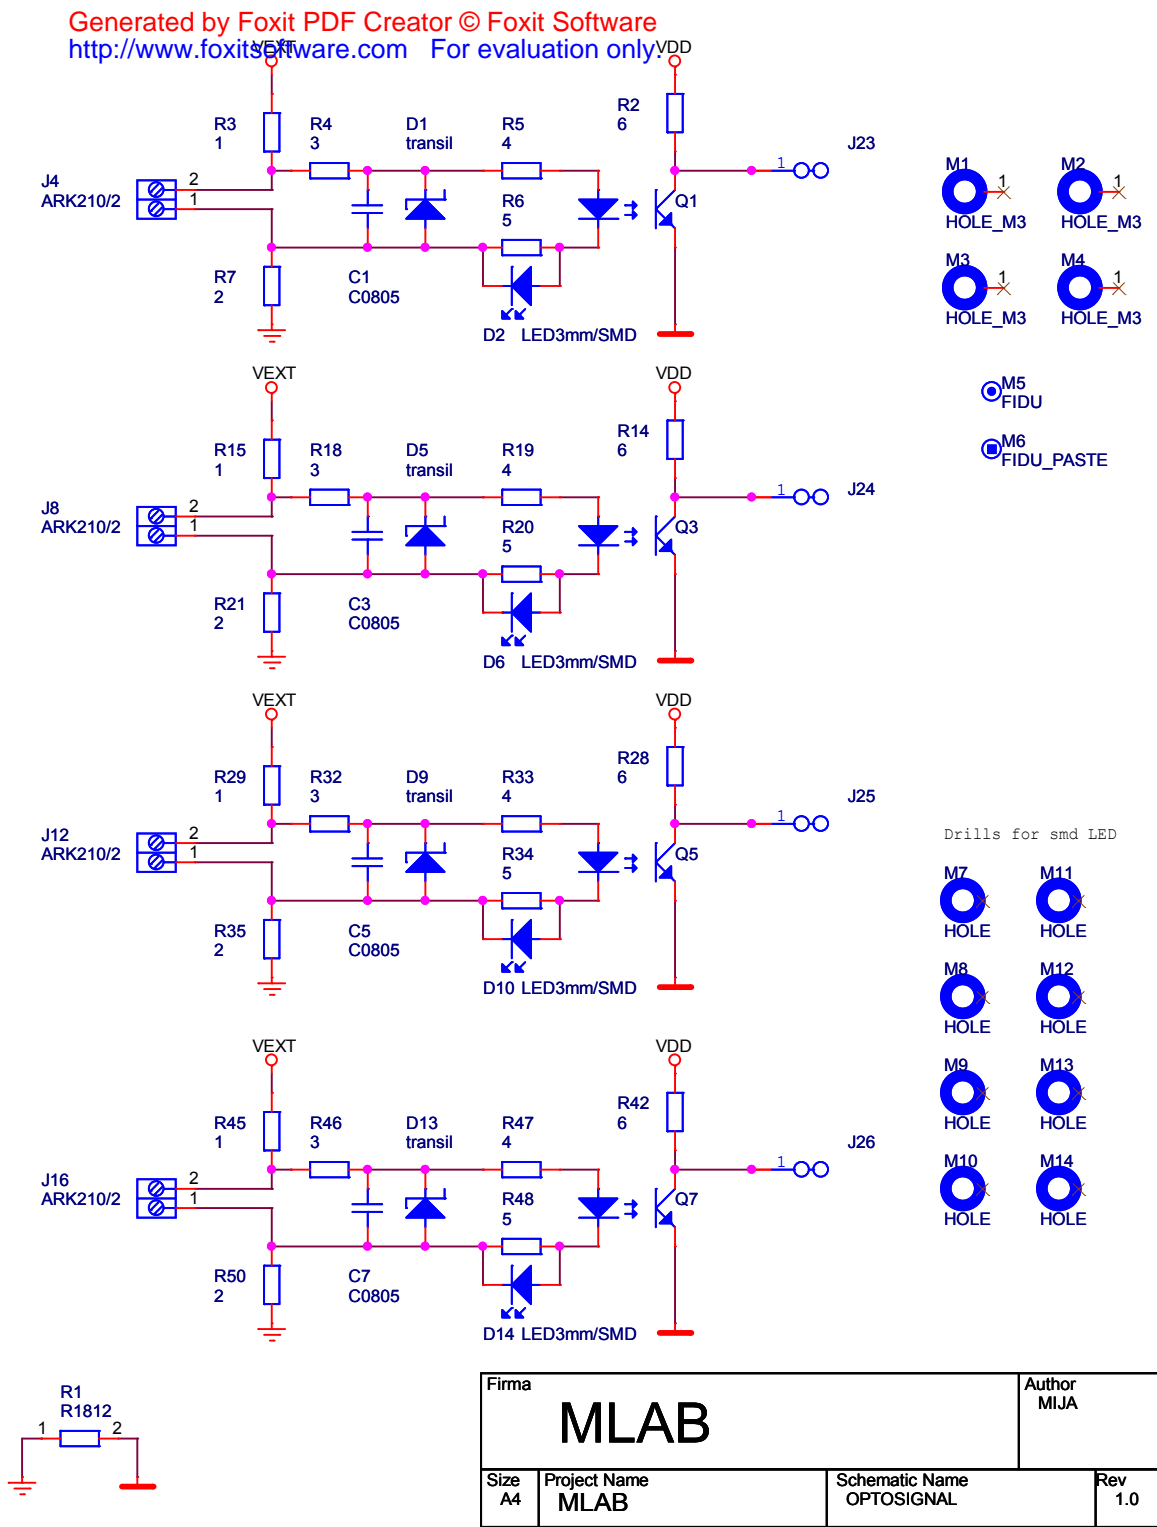 Generated by Foxit PDF Creator © Foxit Software
http://www.foxitsoftware.com For evaluation only.
VEXT
VDD
R3
1
R4
3
D1
transil
R5
4
R2
6
J23
1
J4
ARK210/2
2
1
R6
5
Q1
R7
2
C1
C0805
D2 LED3mm/SMD
M1
1
HOLE_M3
M2
1
HOLE_M3
M3
1
HOLE_M3
M4
1
HOLE_M3
M5
FIDU
M6
FIDU_PASTE
VEXT
VDD
R15
1
R18
3
D5
transil
R19
4
R14
6
J24
1
J8
ARK210/2
2
1
R20
5
Q3
R21
2
C3
C0805
D6 LED3mm/SMD
VEXT
VDD
R29
1
R32
3
D9
transil
R33
4
R28
6
J25
1
J12
ARK210/2
2
1
R34
5
Q5
R35
2
C5
C0805
D10 LED3mm/SMD
Drills for smd LED
M7
HOLE
M11
HOLE
M8
HOLE
M12
HOLE
M9
HOLE
M13
HOLE
M10
HOLE
M14
HOLE
VEXT
VDD
R45
1
R46
3
D13
transil
R47
4
R42
6
J26
1
J16
ARK210/2
2
1
R48
5
Q7
R50
2
C7
C0805
D14 LED3mm/SMD
R1
R1812
1
2
Firma
MLAB
Author
MIJA
Size
A4
Project Name
MLAB
Schematic Name
OPTOSIGNAL
Rev
1.0